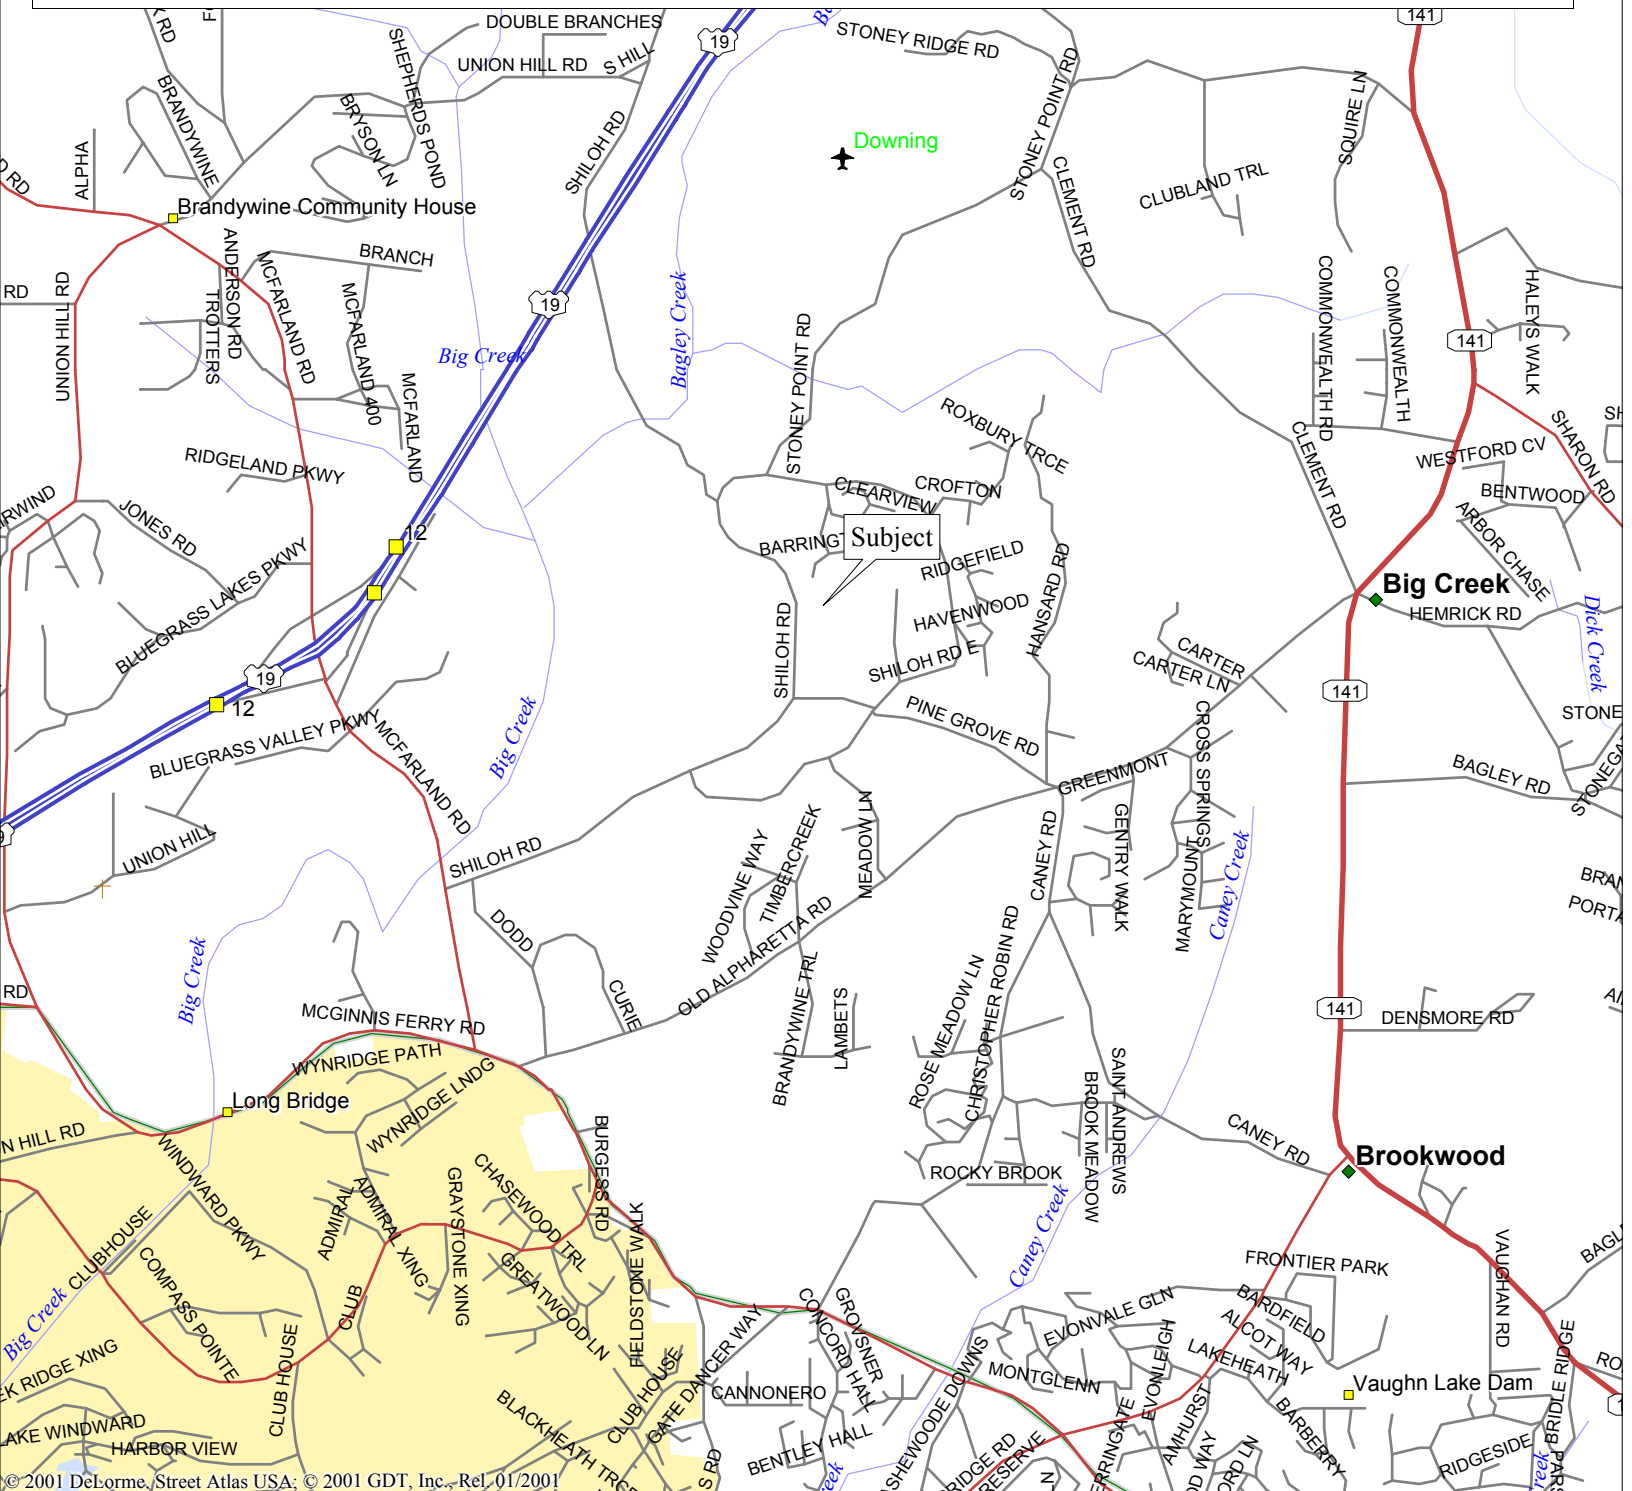 141
DOUBLE BRANCHES
STONEY RIDGE RD
19
SHEPHERDS POND
UNION HILL RD
S HILL
BRANDYWINE
BRYSON LN
SHILOH RD
STONEY POINT RD
SQUIRE LN
Downing
ALPHA
CLUBLAND TRL
CLEMENT RD
Brandywine Community House
ANDERSON RD
BRANCH
MCFARLAND RD
TROTTERS
MCFARLAND 400
UNION HILL RD
RD
19
Bagley Creek
Big Creek
STONEY POINT RD
COMMONWEALTH RD
COMMONWEALTH
HALEYS WALK
141
MCFARLAND
ROXBURY TRCE
CLEMENT RD
WESTFORD CV
SHARON RD
RIDGELAND PKWY
CLEARVIEW
CROFTON
BENTWOOD
ARBOR CHASE
JONES RD
12
Subject
RIDGEFIELD
HANSARD RD
BLUEGRASS LAKES PKWY
Big Creek
HEMRICK RD
HAVENWOOD
SHILOH RD
SHILOH RD E
Dick Creek
CARTER
CARTER LN
19
12
141
BLUEGRASS VALLEY PKWY
Big Creek
MCFARLAND RD
PINE GROVE RD
CROSS SPRINGS
GREENMONT
BAGLEY RD
UNION HILL
SHILOH RD
WOODVINE WAY
TIMBERCREEK
MEADOW LN
CANEY RD
GENTRY WALK
MARYMOUNT
Caney Creek
DODD
CURIE
OLD ALPHARETTA RD
Big Creek
RD
MCGINNIS FERRY RD
BRANDYWINE TRL
LAMBETS
ROSE MEADOW LN
CHRISTOPHER ROBIN RD
141
DENSMORE RD
WYNRIDGE PATH
WYNRIDGE LNDG
Long Bridge
BROOK MEADOW
SAINT ANDREWS
CANEY RD
Brookwood
N HILL RD
WINDWARD PKWY
BURGESS RD
ROCKY BROOK
CHASEWOOD TRL
GRAYSTONE XING
ADMIRAL
ADMIRAL XING
CLUBHOUSE
COMPASS POINTE
CLUB
GREATWOOD LN
FIELDSTONE WALK
Caney Creek
FRONTIER PARK
VAUGHAN RD
Big Creek
CONCORD HALL
GROVSNER
EVONVALE GLN
BARDFIELD
ALCOT WAY
LAKEHEATH
CLUB HOUSE
CLUB HOUSE
GATE DANCER WAY
CANNONERO
MONTGLENN
EVONLEIGH
AMHURST
Vaughn Lake Dam
BARBERRY
BRIDLE RIDGE
BLACKHEATH TRCE
BENTLEY HALL
RIDGE RD
RESERVE
RIDGESIDE
HARBOR VIEW
© 2001 DeLorme. Street Atlas USA; © 2001 GDT, Inc., Rel. 01/2001